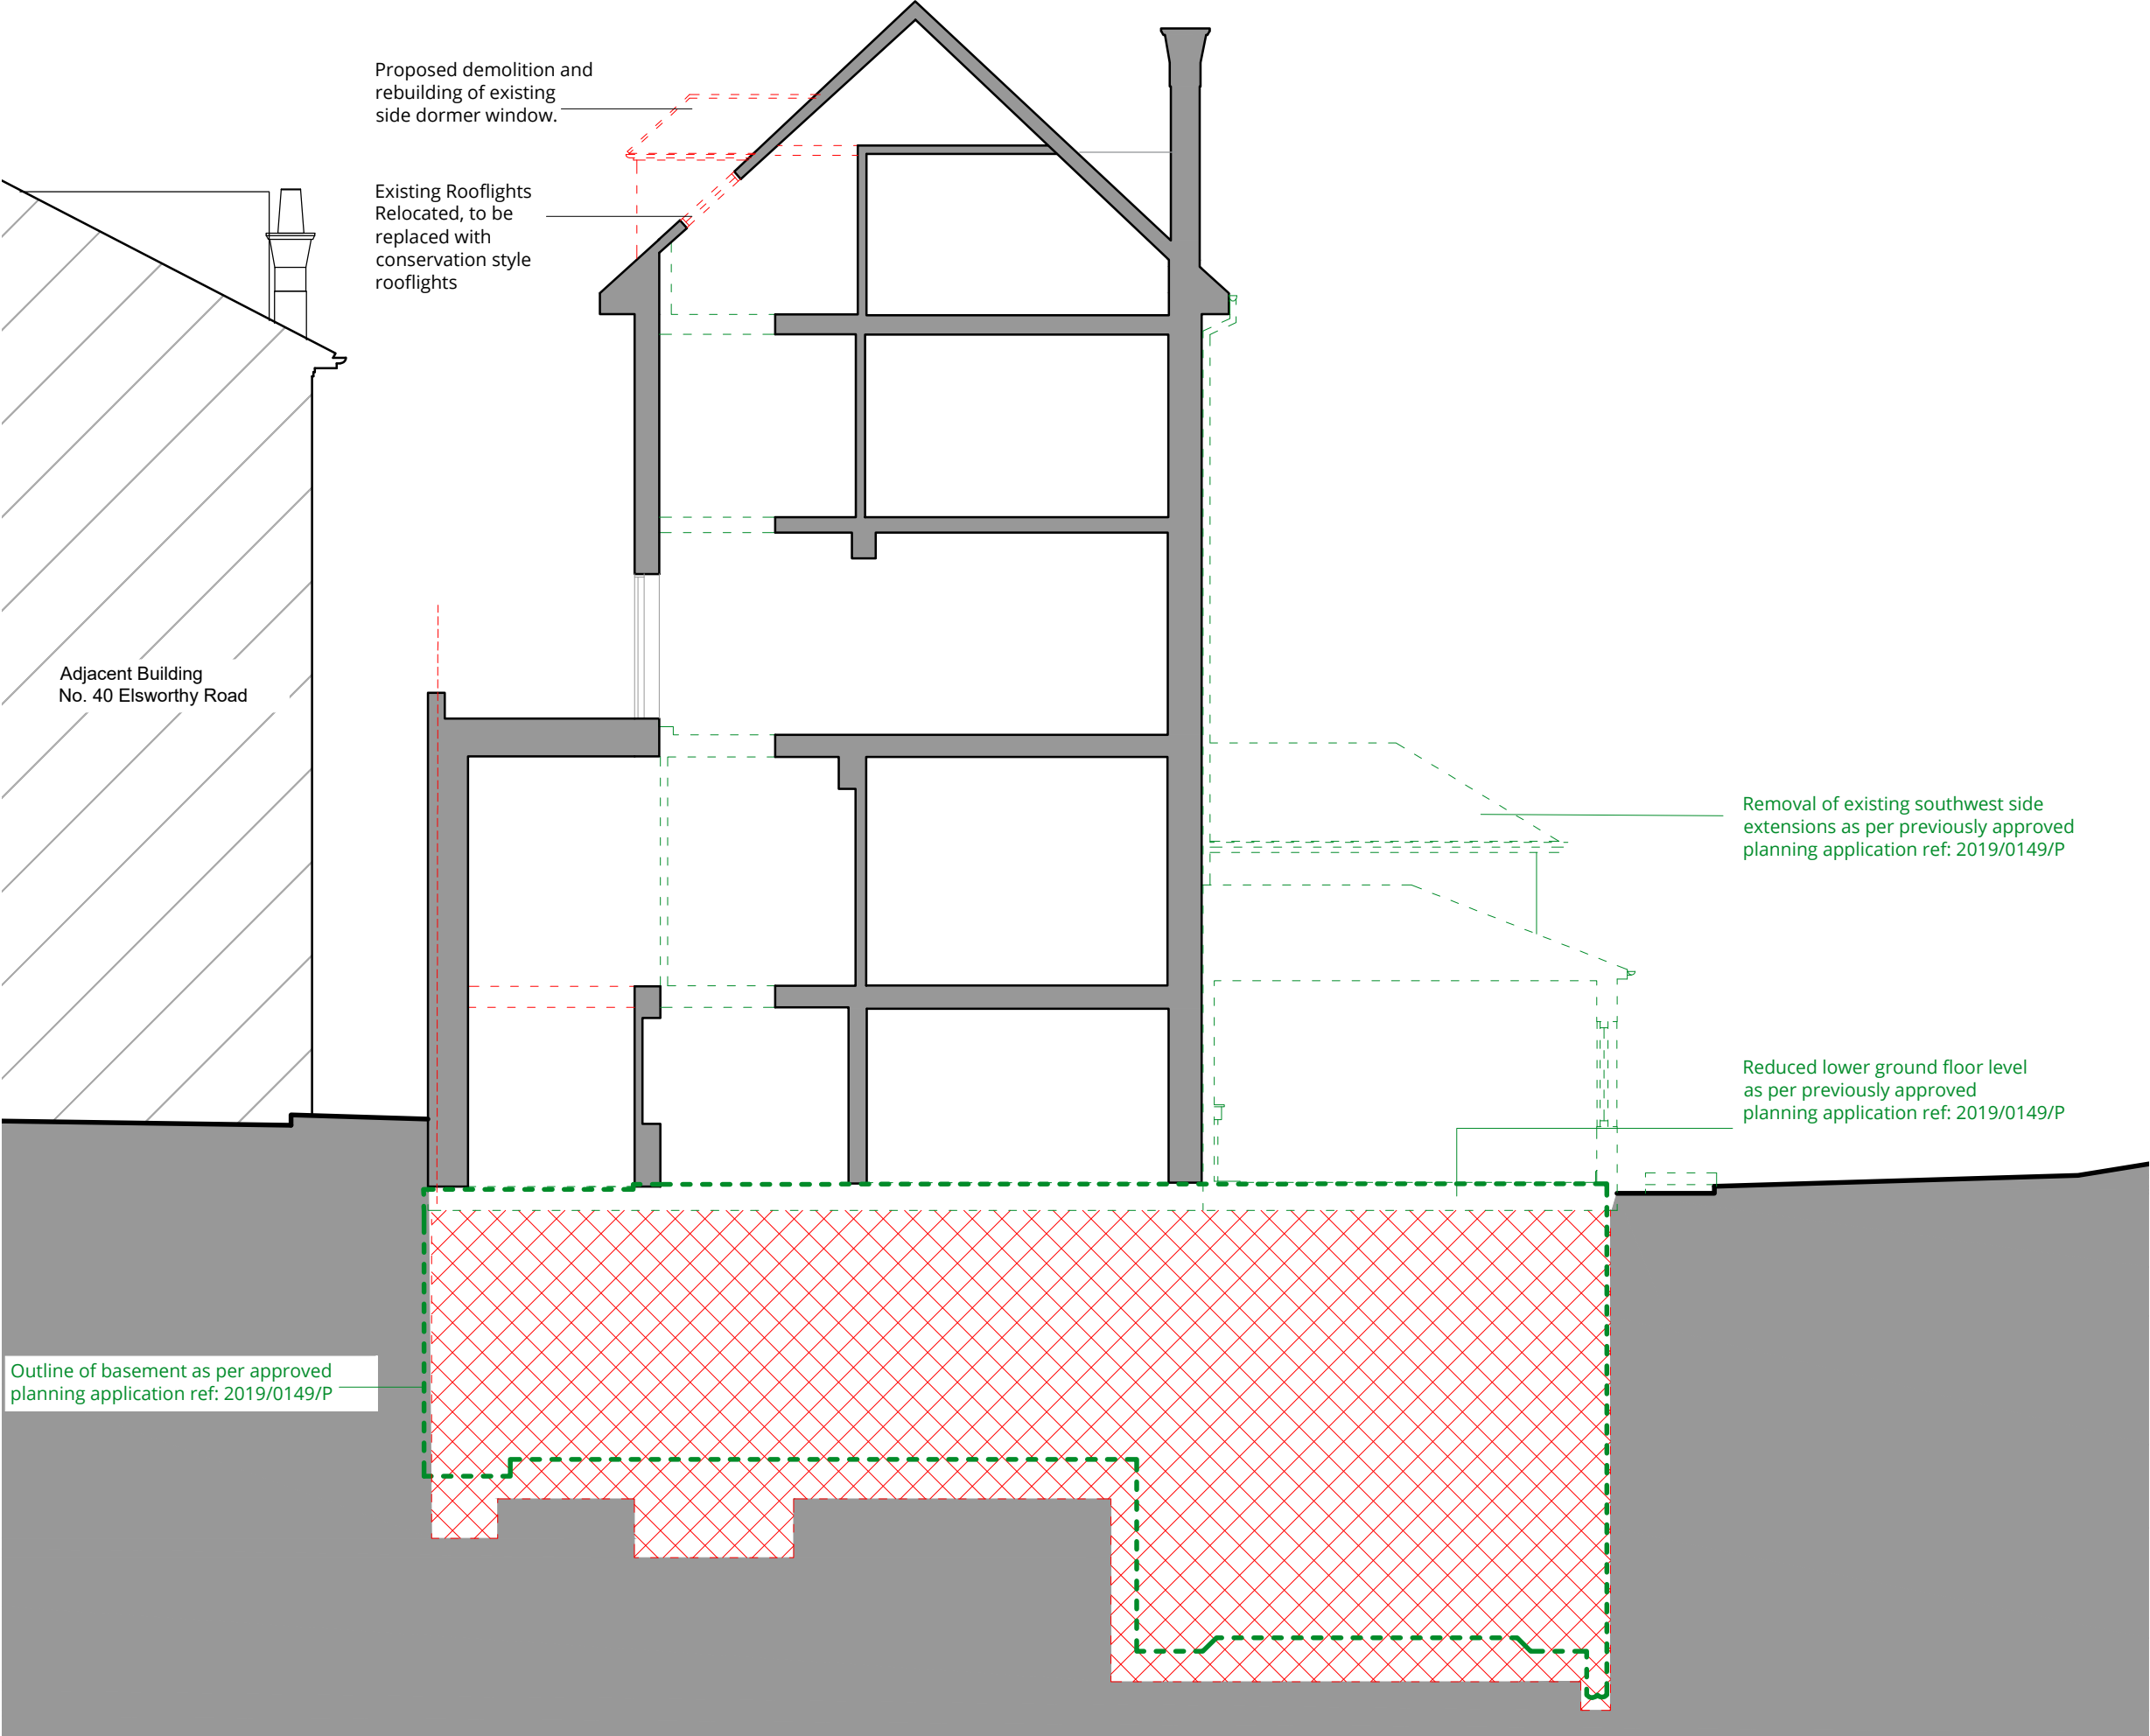 Proposed demolition and
rebuilding of existing
side dormer window.
Existing Rooflights
Relocated, to be
replaced with
conservation style
rooflights
Adjacent Building
No. 40 Elsworthy Road
Removal of existing southwest side
extensions as per previously approved
planning application ref: 2019/0149/P
Reduced lower ground floor level
as per previously approved
planning application ref: 2019/0149/P
Outline of basement as per approved
planning application ref: 2019/0149/P